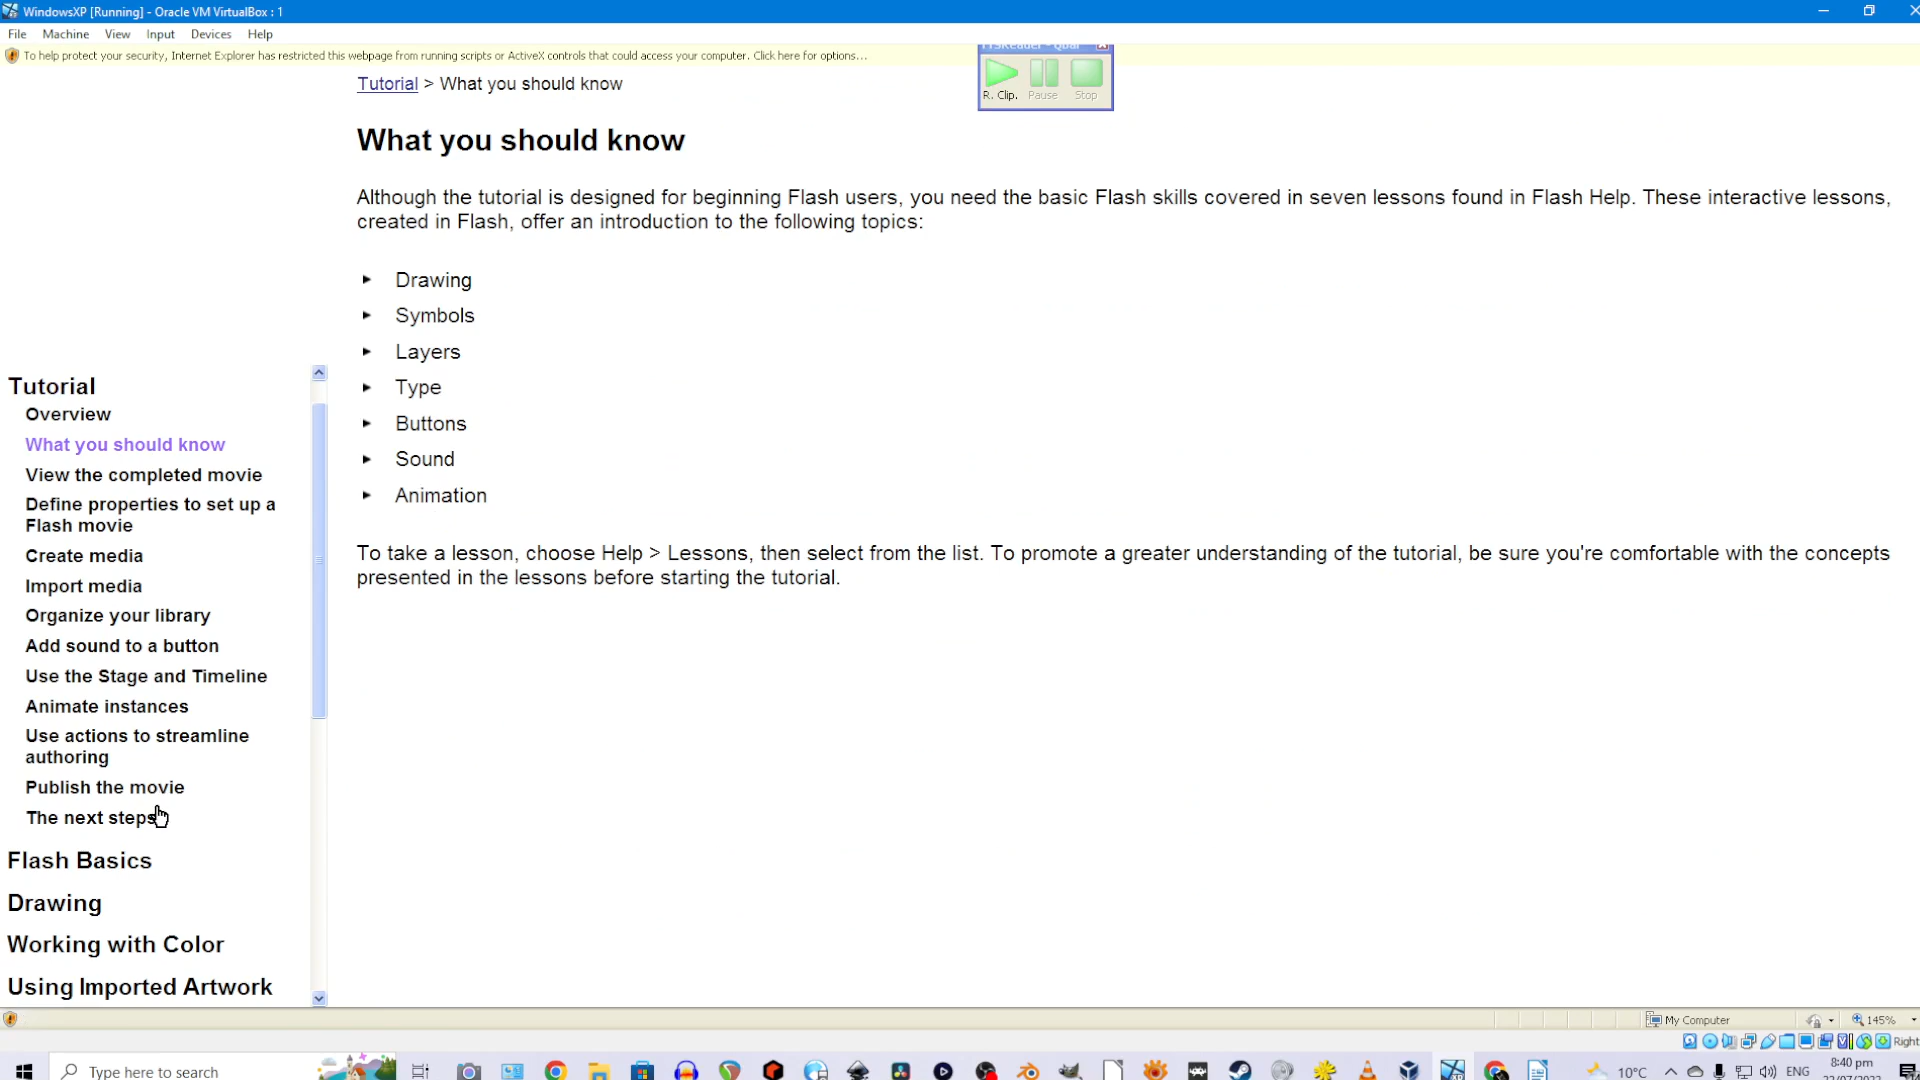 WindowsXP [Running] - Oracle VM VirtualBox : 1
File Machine View Input Devices Help
To help protect your security, Internet Explorer has restricted this webpage from running scripts or ActiveX controls that could access your computer. Click here for options...
R. Clip. Pause Stop
Tutorial > What you should know
What you should know
Although the tutorial is designed for beginning Flash users, you need the basic Flash skills covered in seven lessons found in Flash Help. These interactive lessons,
created in Flash, offer an introduction to the following topics:
Drawing
Symbols
Layers
Type
Buttons
Sound
Animation
To take a lesson, choose Help > Lessons, then select from the list. To promote a greater understanding of the tutorial, be sure you're comfortable with the concepts
presented in the lessons before starting the tutorial.
Tutorial
Overview
What you should know
View the completed movie
Define properties to set up a
Flash movie
Create media
Import media
Organize your library
Add sound to a button
Use the Stage and Timeline
Animate instances
Use actions to streamline
authoring
Publish the movie
The next steps
Flash Basics
Drawing
Working with Color
Using Imported Artwork
My Computer
145%
Right
Type here to search
10°C
ENG
8:40 pm